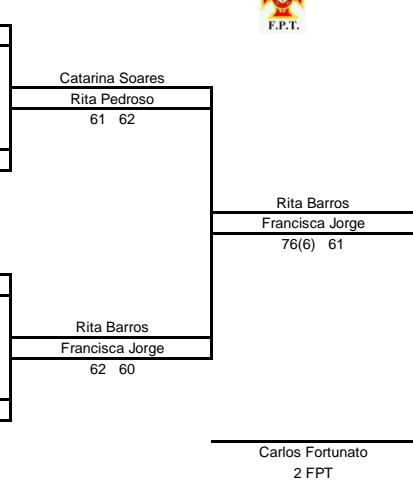 F.P.T.
Catarina Soares
Rita Pedroso
61 62
Rita Barros
Francisca Jorge
76(6) 61
Rita Barros
Francisca Jorge
62 60
Carlos Fortunato
2 FPT